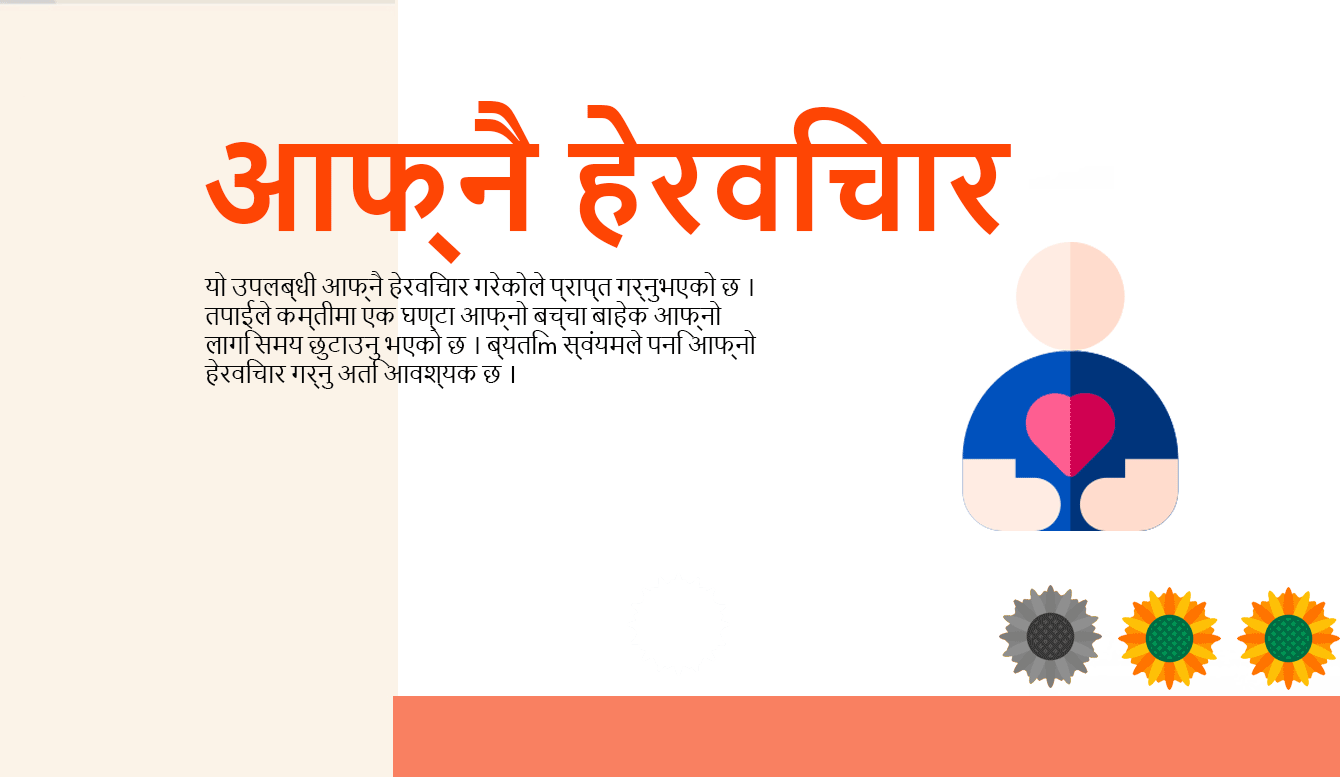 आफ्नै हेरविचार
यो उपलब्धी आफ्नै हेरविचार गरेकोले प्राप्त गर्नुभएको छ ।
तपाईले कम्तीमा एक घण्टा आफ्नो बच्चा बाहेक आफ्नो
लागि समय छुटाउनु भएको छ । ब्यतिm स्वंयमले पनि आफ्नो
हेरविचार गर्नु अति आवश्यक छ ।